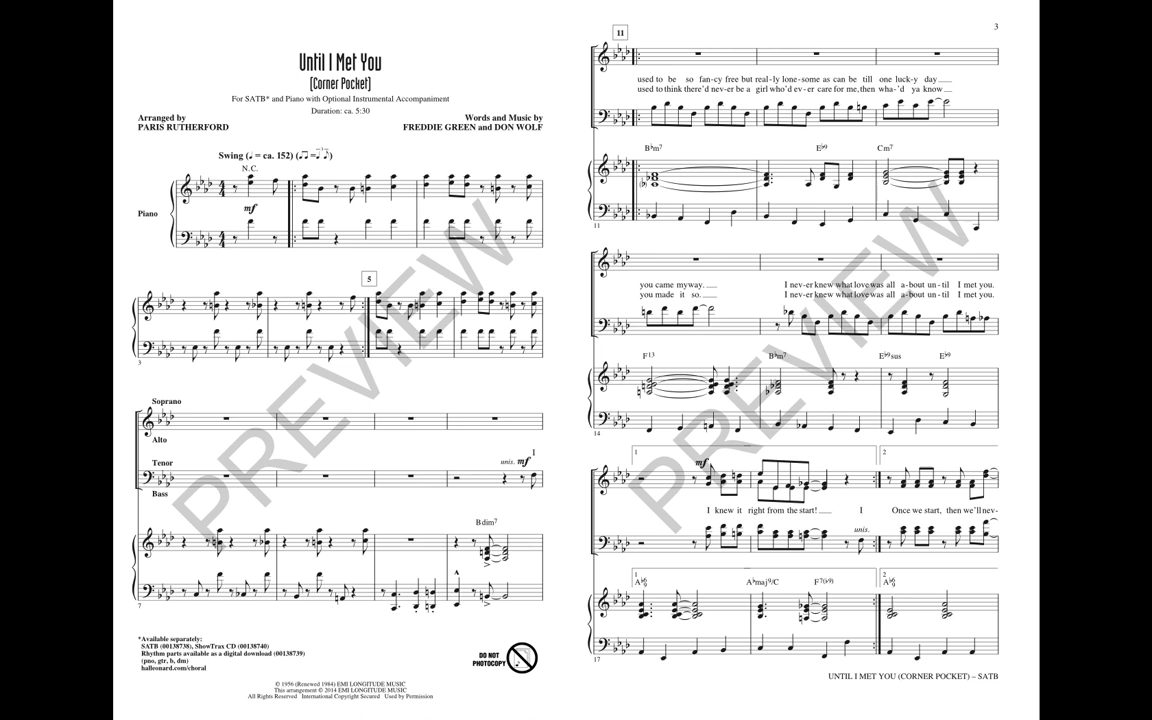 Until I Met You
(Corner Pocket)
For SATB* and Piano with Optional Instrumental Accompaniment
Duration: ca. 5:30
Arranged by
PARIS RUTHERFORD
Words and Music by
FREDDIE GREEN and DON WOLF
Swing (♩ = ca. 152)
N.C.
Piano
mf
5
3
Soprano
Alto
Tenor
Bass
unis. mf
I
Bdim7
7
*Available separately:
SATB (00138738), ShowTrax CD (00138740)
Rhythm parts available as a digital download (00138739)
(pno, gtr, b, dm)
halleonard.com/choral
DO NOT
PHOTOCOPY
© 1956 (Renewed 1984) EMI LONGITUDE MUSIC
This arrangement © 2014 EMI LONGITUDE MUSIC
All Rights Reserved International Copyright Secured Used by Permission
PREVIEW
3
11
used to be so fan-cy free but real-ly lone-some as can be till one luck-y day
used to think there'd nev-er be a girl who'd ev-er care for me, then wha-'d ya know
B♭m7 E♭9 Cm7
11
you came my way. I nev-er knew what love was all a-bout un-til I met you.
you made it so. I nev-er knew what love was all a-bout un-til I met you.
F13 B♭m7 E♭9sus E♭9
14
1 2
mf
I knew it right from the start! I Once we start, then we'll nev-
unis.
1 2
A♭6/9 A♭maj9/C F7(♭9) A♭6/9
17
UNTIL I MET YOU (CORNER POCKET) – SATB
PREVIEW